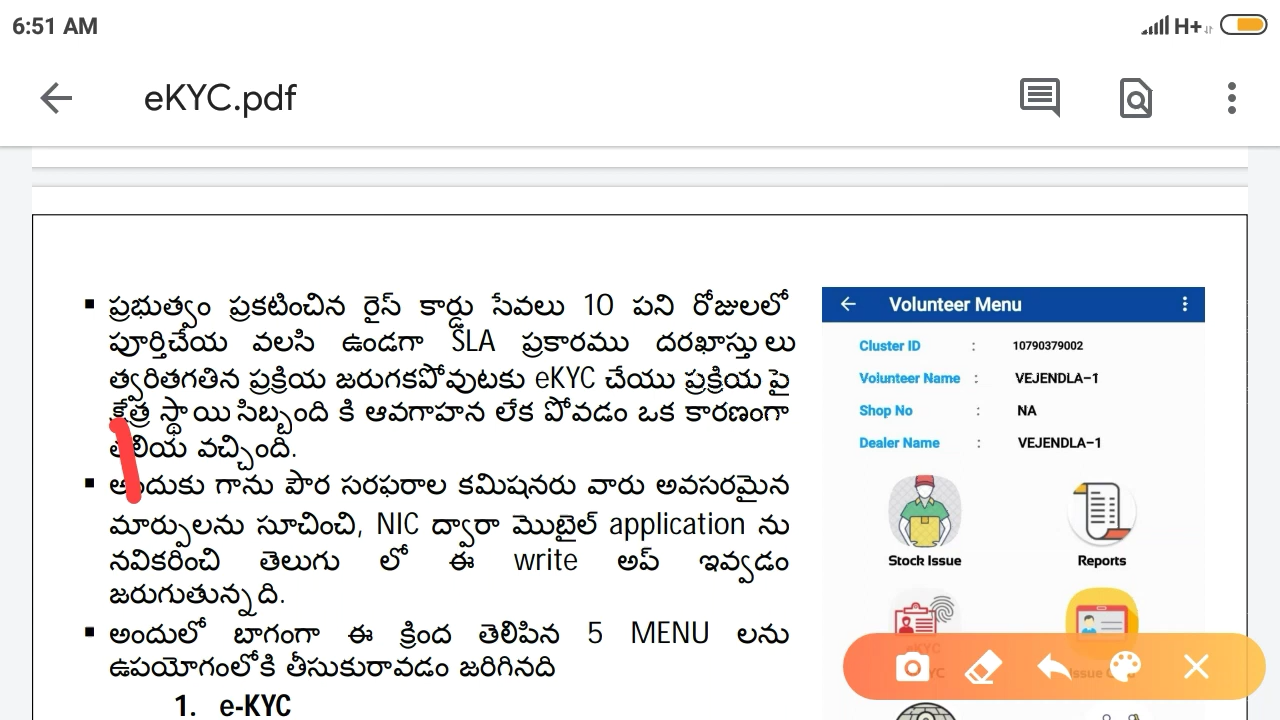 6:51 AM
H+
eKYC.pdf
▪ ప్రభుత్వం ప్రకటించిన రైస్ కార్డు సేవలు 10 పని రోజులలో
పూర్తిచేయ వలసి ఉండగా SLA ప్రకారము దరఖాస్తులు
త్వరితగతిన ప్రక్రియ జరుగకపోవుటకు eKYC చేయు ప్రక్రియ పై
క్షేత్ర స్థాయి సిబ్బంది కి ఆవగాహన లేక పోవడం ఒక కారణంగా
తెలియ వచ్చింది.
▪ అందుకు గాను పౌర సరఫరాల కమిషనరు వారు అవసరమైన
మార్పులను సూచించి, NIC ద్వారా మొబైల్ application ను
నవికరించి తెలుగు లో ఈ write అప్ ఇవ్వడం
జరుగుతున్నది.
▪ అందులో బాగంగా ఈ క్రింద తెలిపిన 5 MENU లను
ఉపయోగంలోకి తీసుకురావడం జరిగినది
1. e-KYC
Volunteer Menu
Cluster ID : 10790379002
Volunteer Name : VEJENDLA-1
Shop No : NA
Dealer Name : VEJENDLA-1
Stock Issue
Reports